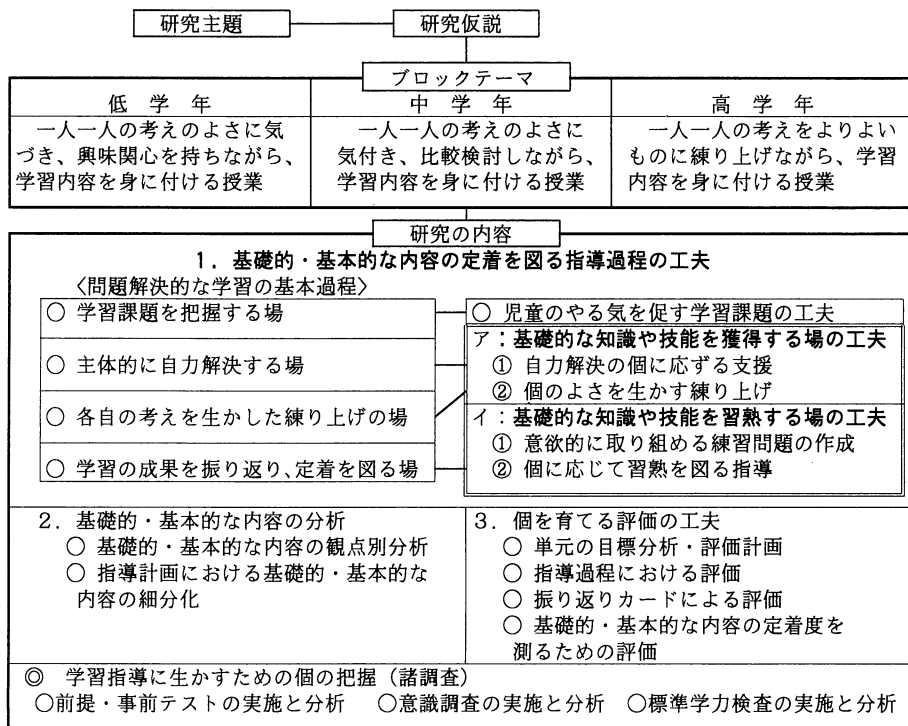 研究主題
研究仮説
ブロックテーマ
低 学 年
一人一人の考えのよさに気
づき、興味関心を持ちながら、
学習内容を身に付ける授業
中 学 年
一人一人の考えのよさに
気付き、比較検討しながら、
学習内容を身に付ける授業
高 学 年
一人一人の考えをよりよい
ものに練り上げながら、学習
内容を身に付ける授業
研究の内容
１．基礎的・基本的な内容の定着を図る指導過程の工夫
〈問題解決的な学習の基本過程〉
○ 学習課題を把握する場
○ 主体的に自力解決する場
○ 各自の考えを生かした練り上げの場
○ 学習の成果を振り返り、定着を図る場
○ 児童のやる気を促す学習課題の工夫
ア：基礎的な知識や技能を獲得する場の工夫
① 自力解決の個に応ずる支援
② 個のよさを生かす練り上げ
イ：基礎的な知識や技能を習熟する場の工夫
① 意欲的に取り組める練習問題の作成
② 個に応じて習熟を図る指導
２．基礎的・基本的な内容の分析
○ 基礎的・基本的な内容の観点別分析
○ 指導計画における基礎的・基本的な
内容の細分化
３．個を育てる評価の工夫
○ 単元の目標分析・評価計画
○ 指導過程における評価
○ 振り返りカードによる評価
○ 基礎的・基本的な内容の定着度を
測るための評価
◎ 学習指導に生かすための個の把握（諸調査）
○前提・事前テストの実施と分析 ○意識調査の実施と分析 ○標準学力検査の実施と分析